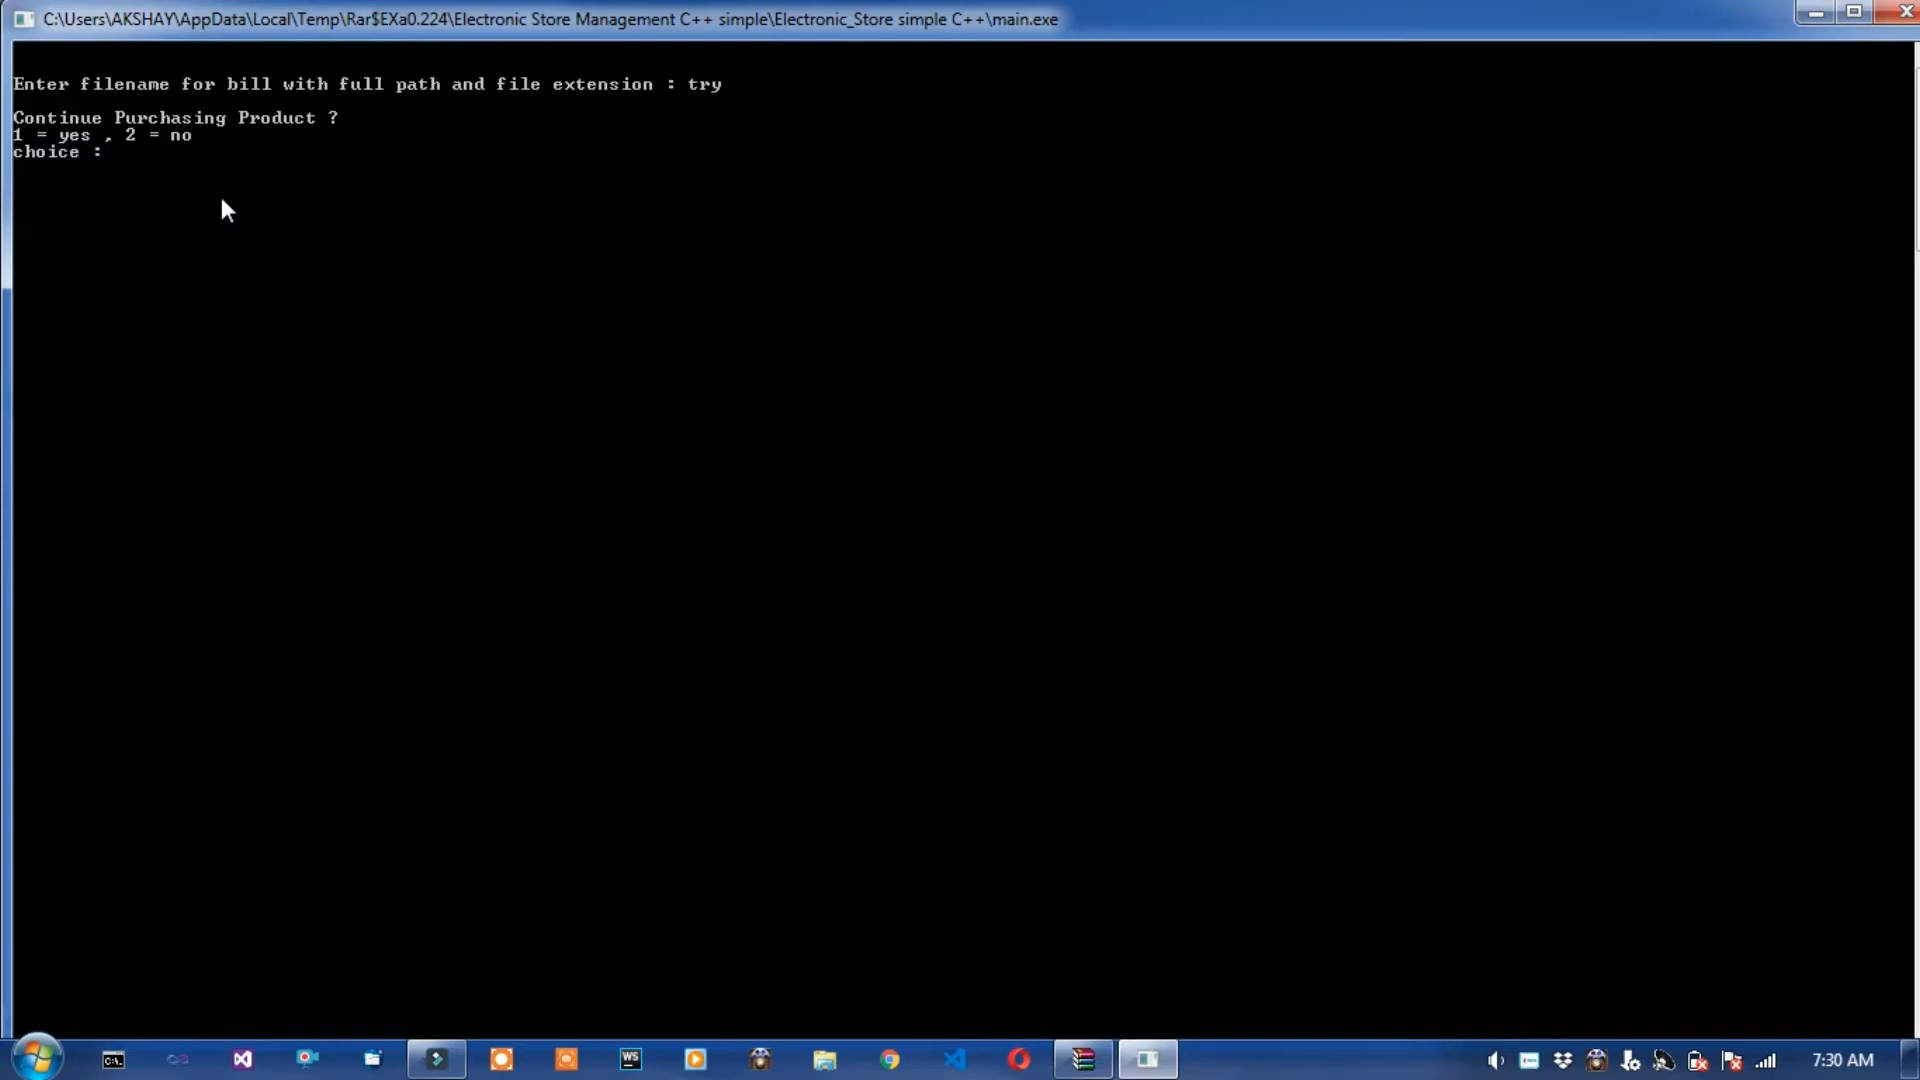 C:\Users\AKSHAY\AppData\Local\Temp\Rar$EXa0.224\Electronic Store Management C++ simple\Electronic_Store simple C++\main.exe
Enter filename for bill with full path and file extension : try
Continue Purchasing Product ?
1 = yes , 2 = no
choice :
C:\.
WS
7:30 AM